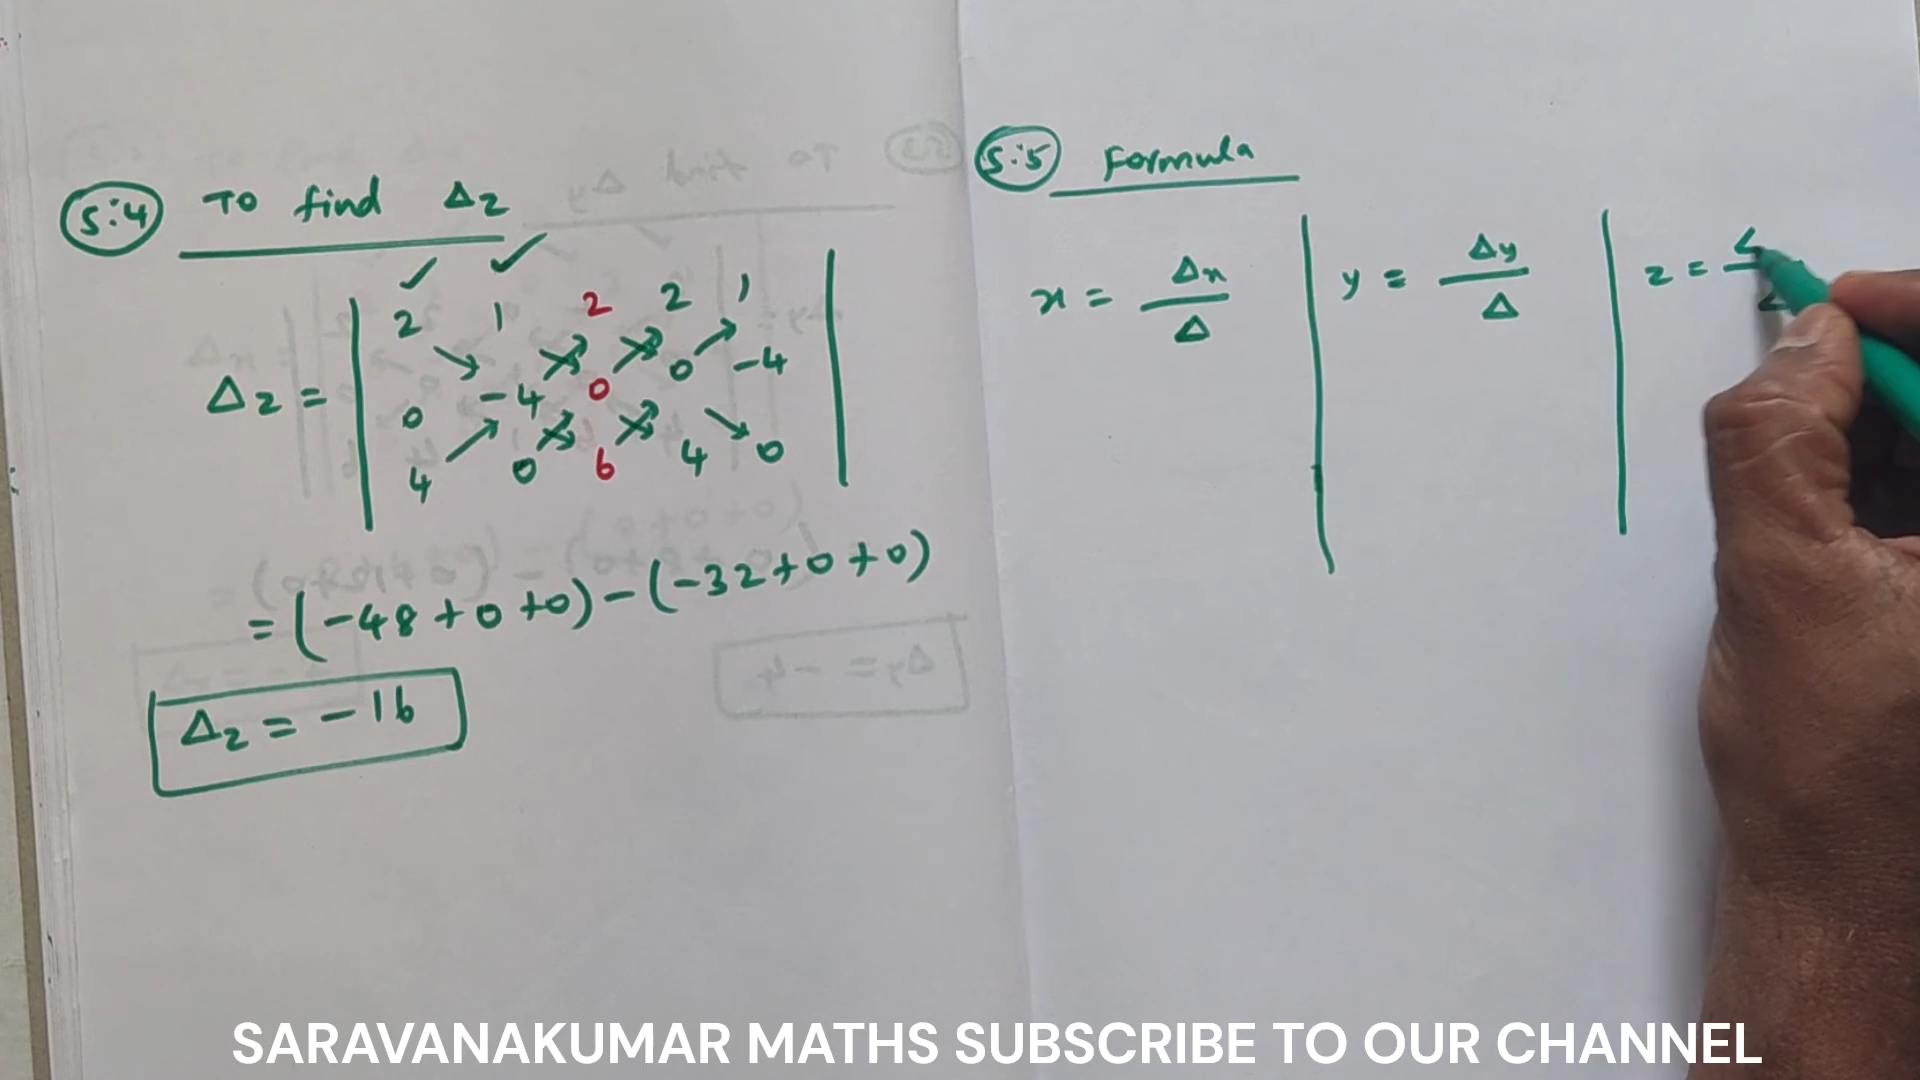 S:4 To find Δz
2 1 2 2 1
Δz = 0 -4 0 0 -4
4 0 6 4 0
= (-48+0+0)-(-32+0+0)
Δz = -16
S:5 Formula
x = Δx/Δ | y = Δy/Δ | z =
SARAVANAKUMAR MATHS SUBSCRIBE TO OUR CHANNEL